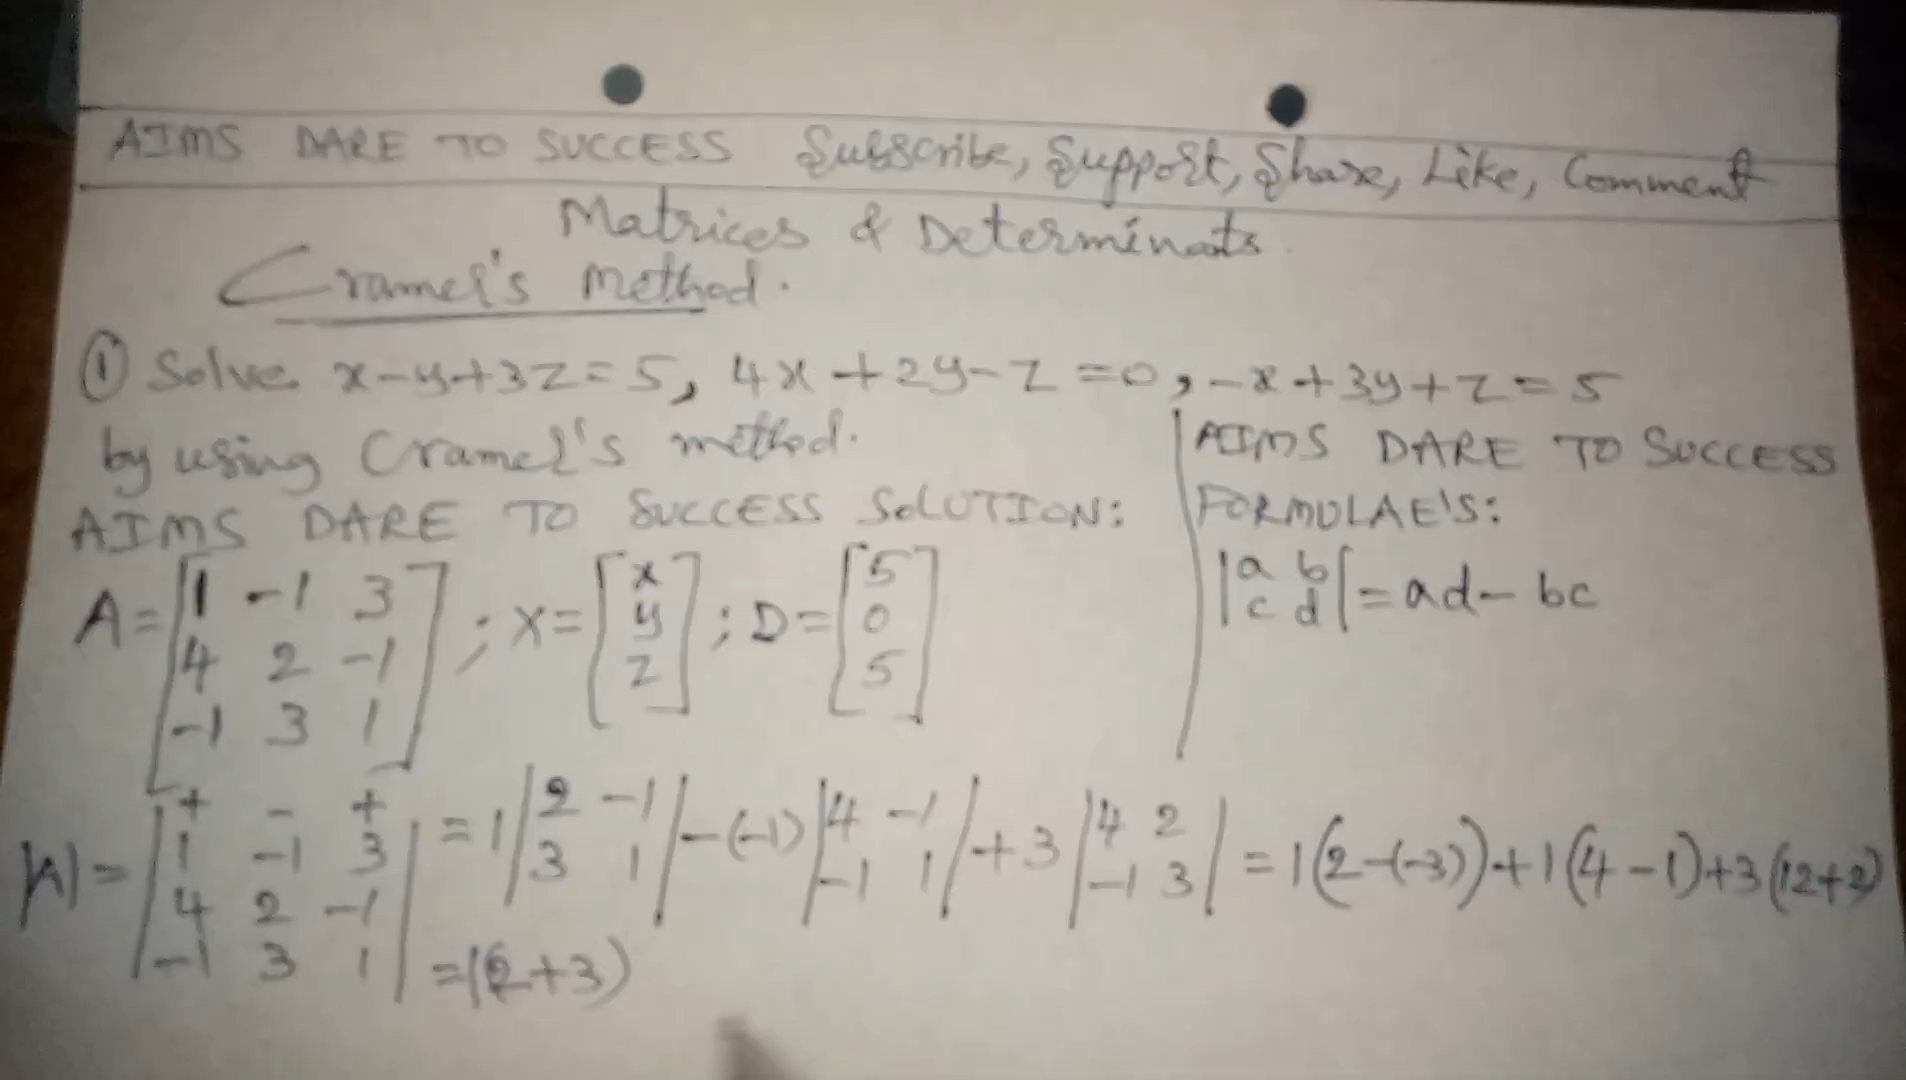 AIMS DARE TO SUCCESS Subscribe, Support, Share, Like, Comment
Matrices & Determinats
Cramer's Method.
① Solve x-y+3z=5, 4x+2y-z=0, -x+3y+z=5
by using Cramer's method.
AIMS DARE TO SUCCESS SOLUTION:
A=[1 -1 3; X=[x; D=[5
4 2 -1 y 0
-1 3 1] z] 5]
AIMS DARE TO SUCCESS
FORMULAE'S:
|a b
c d|=ad-bc
+ - +
|A|=|1 -1 3
4 2 -1
-1 3 1| =1|2 -1
3 1|-(-1)|4 -1
-1 1|+3|4 2
-1 3|=1(2-(-3))+1(4-1)+3(12+2)
=1(2+3)